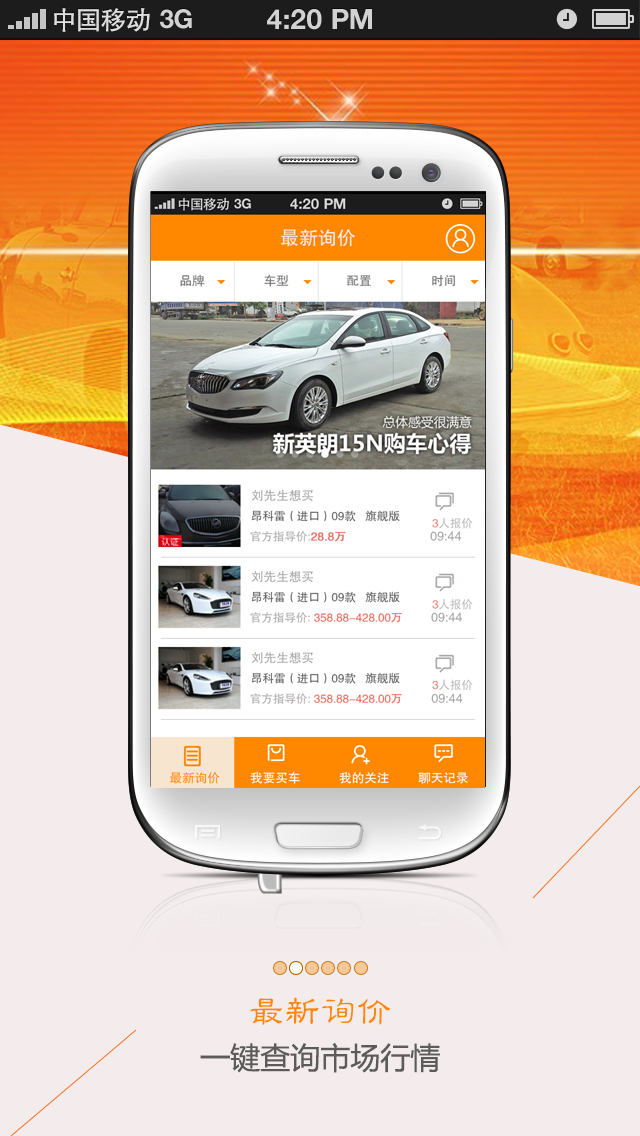 中国移动 3G 4:20 PM
中国移动 3G 4:20 PM
最新询价
品牌 车型 配置 时间
总体感受很满意
新英朗15N购车心得
刘先生想买
昂科雷（进口）09款 旗舰版
3人报价
官方指导价:28.8万
09:44
认证
刘先生想买
昂科雷（进口）09款 旗舰版
3人报价
官方指导价: 358.88-428.00万
09:44
刘先生想买
昂科雷（进口）09款 旗舰版
3人报价
官方指导价: 358.88-428.00万
09:44
最新询价 我要买车 我的关注 聊天记录
最新询价
一键查询市场行情